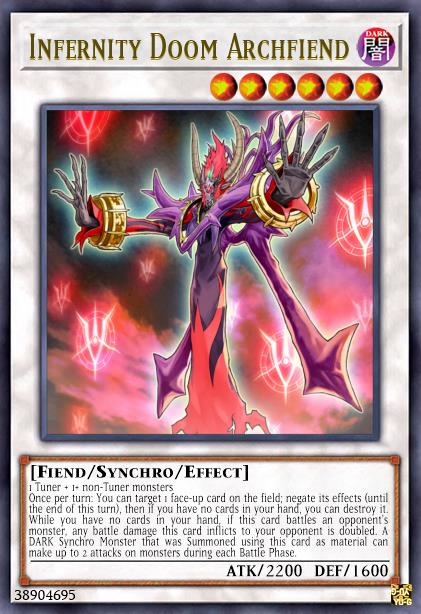 INFERNITY DOOM ARCHFIEND
DARK
闇
[FIEND/SYNCHRO/EFFECT]
1 Tuner + 1+ non-Tuner monsters
Once per turn: You can target 1 face-up card on the field; negate its effects (until
the end of this turn), then if you have no cards in your hand, you can destroy it.
While you have no cards in your hand, if this card battles an opponent's
monster, any battle damage this card inflicts to your opponent is doubled. A
DARK Synchro Monster that was Summoned using this card as material can
make up to 2 attacks on monsters during each Battle Phase.
ATK/2200 DEF/1600
38904695